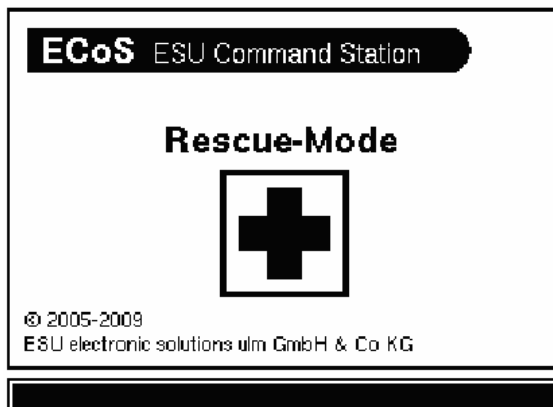 ECoS ESU Command Station
Rescue-Mode
© 2005-2009
ESU electronic solutions ulm GmbH & Co KG